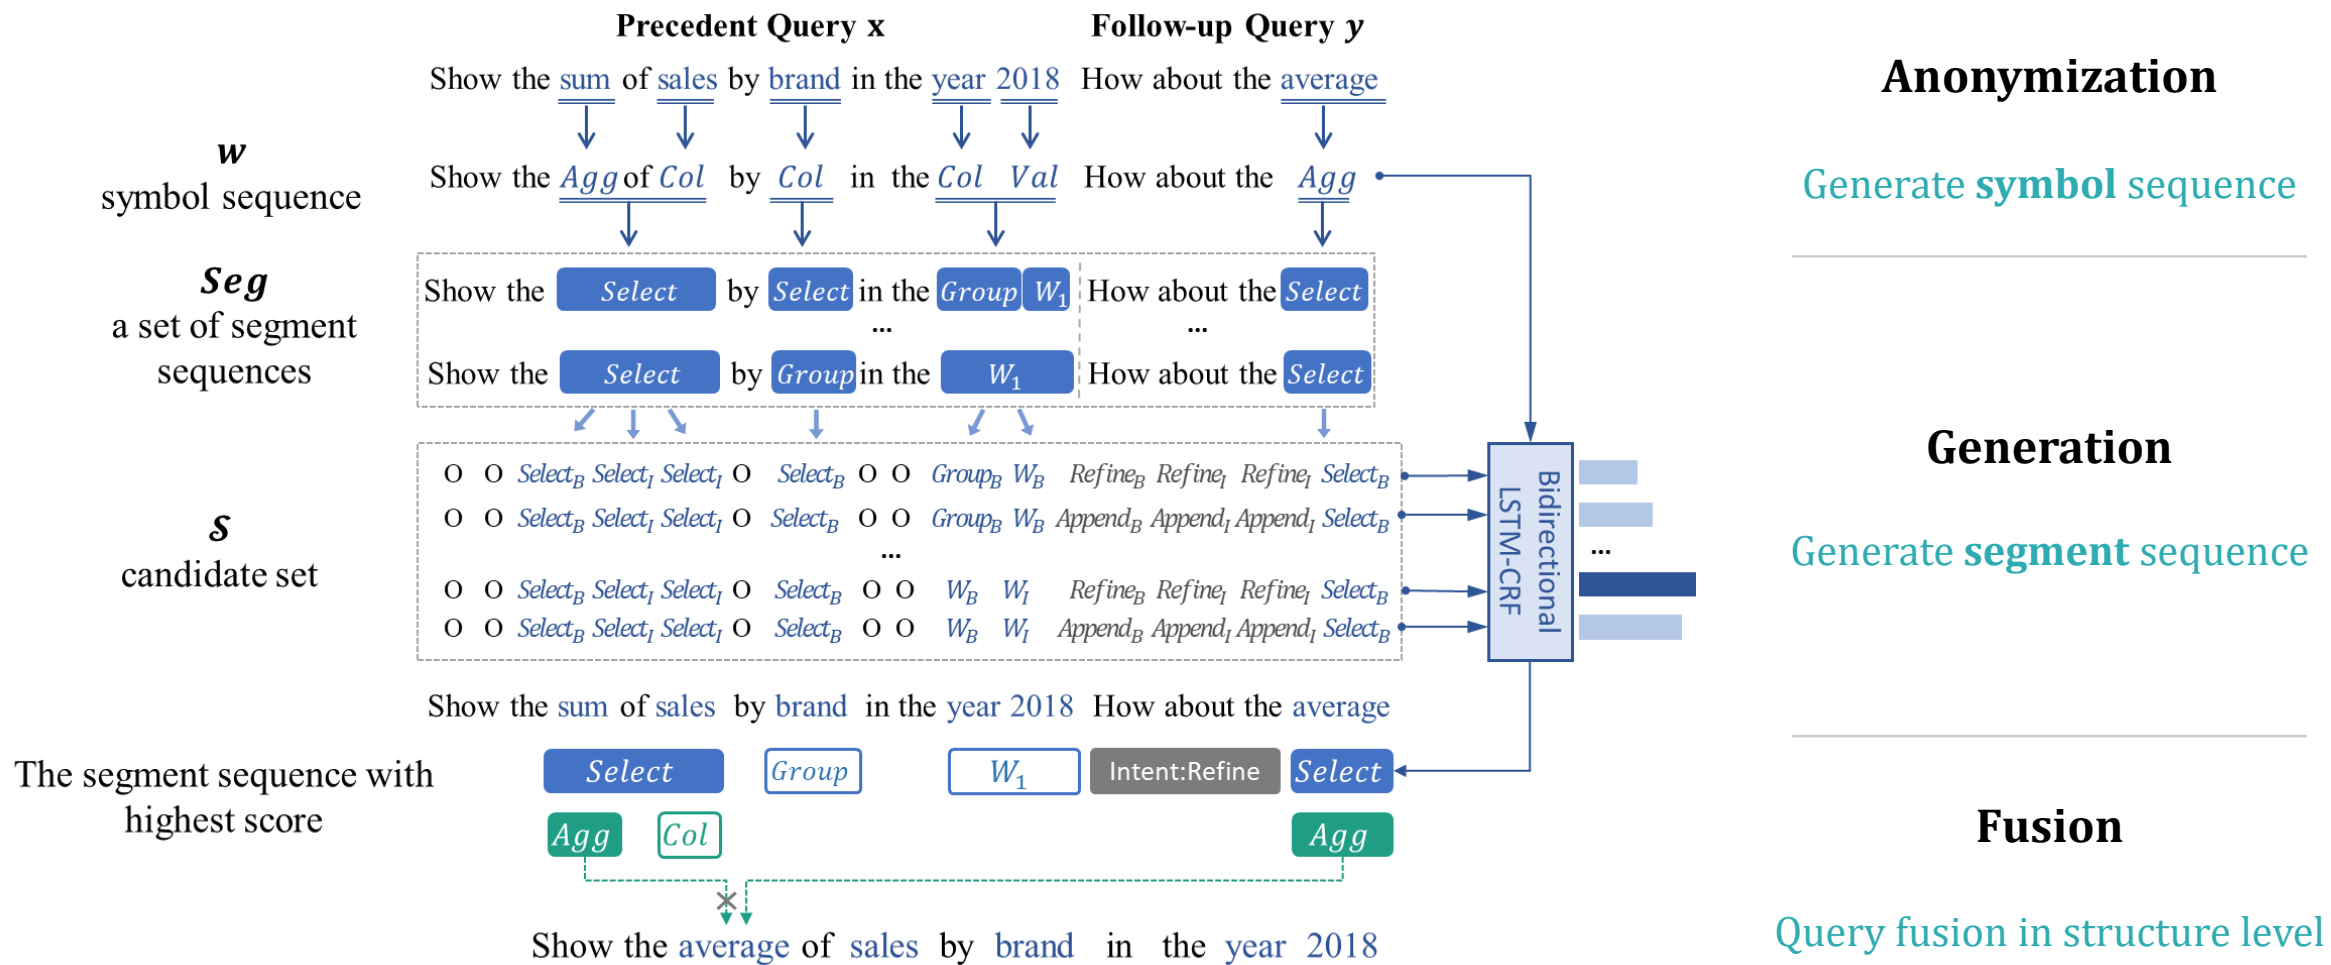 Precedent Query x Follow-up Query y
Show the sum of sales by brand in the year 2018 How about the average
Anonymization
w
symbol sequence
Show the Agg of Col by Col in the Col Val How about the Agg
Generate symbol sequence
Seg
a set of segment
sequences
Show the Select by Select in the Group W1 How about the Select
... ...
Show the Select by Group in the W1 How about the Select
Generation
Generate segment sequence
S
candidate set
O O SelectB SelectI SelectI O SelectB O O GroupB WB RefineB RefineI RefineI SelectB
O O SelectB SelectI SelectI O SelectB O O GroupB WB AppendB AppendI AppendI SelectB
... ...
O O SelectB SelectI SelectI O SelectB O O WB WI RefineB RefineI RefineI SelectB
O O SelectB SelectI SelectI O SelectB O O WB WI AppendB AppendI AppendI SelectB
Bidirectional
LSTM-CRF
Show the sum of sales by brand in the year 2018 How about the average
The segment sequence with
highest score
Select Group W1 Intent:Refine Select
Agg Col Agg
Fusion
Show the average of sales by brand in the year 2018
Query fusion in structure level